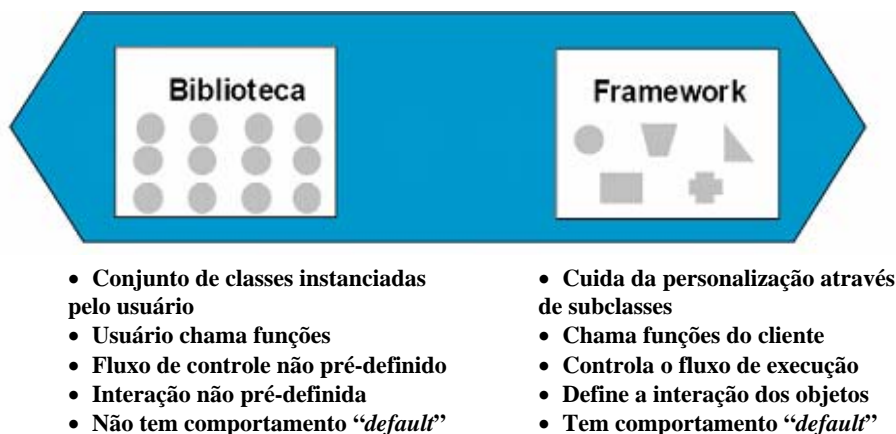 Biblioteca
Framework
• Conjunto de classes instanciadas
pelo usuário
• Usuário chama funções
• Fluxo de controle não pré-definido
• Interação não pré-definida
• Não tem comportamento “default”
• Cuida da personalização através
de subclasses
• Chama funções do cliente
• Controla o fluxo de execução
• Define a interação dos objetos
• Tem comportamento “default”